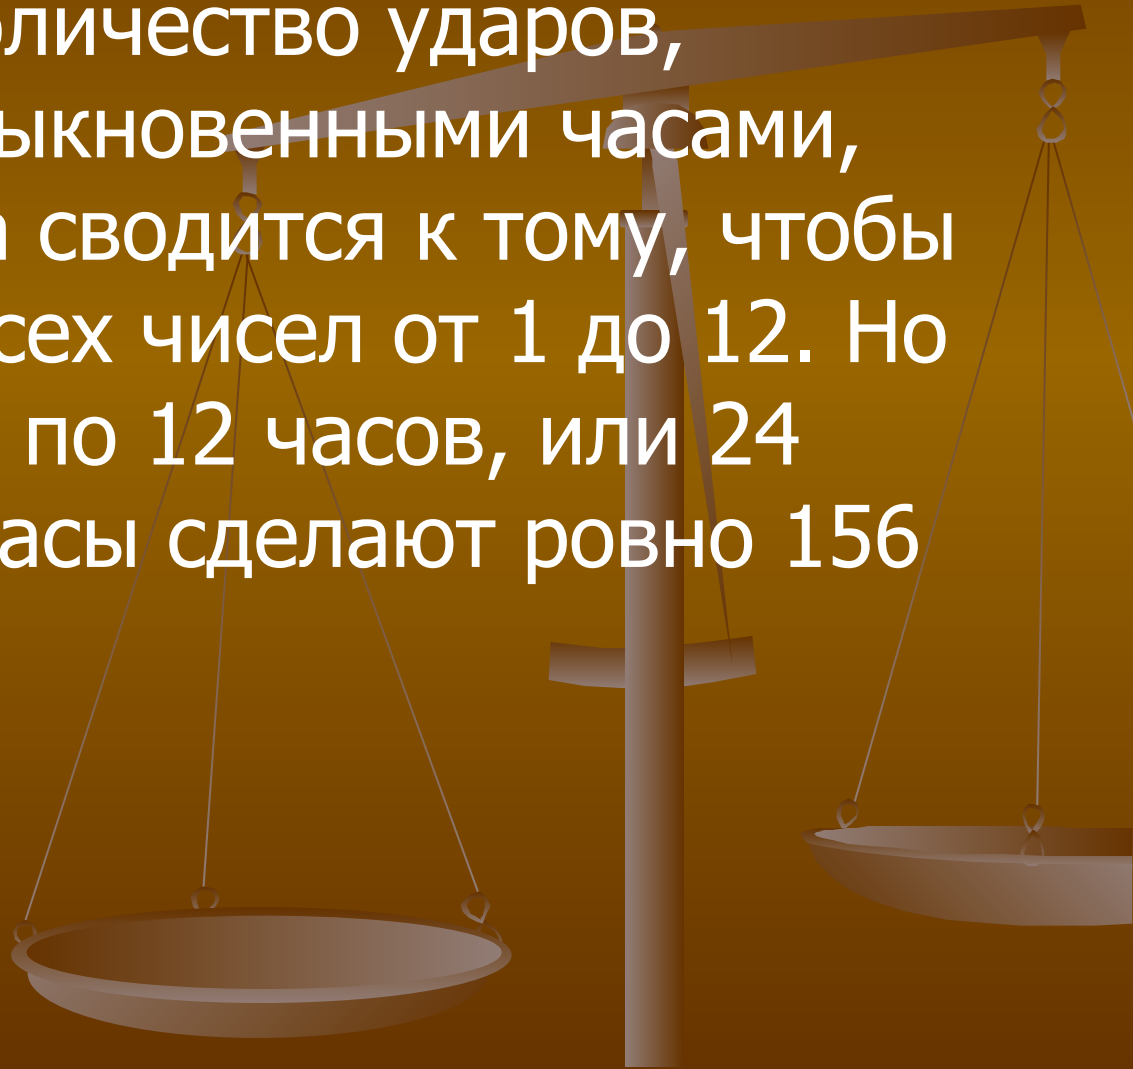 оличество ударов,
ыкновенными часами,
сводится к тому, чтобы
сех чисел от 1 до 12. Но
по 12 часов, или 24
асы сделают ровно 156